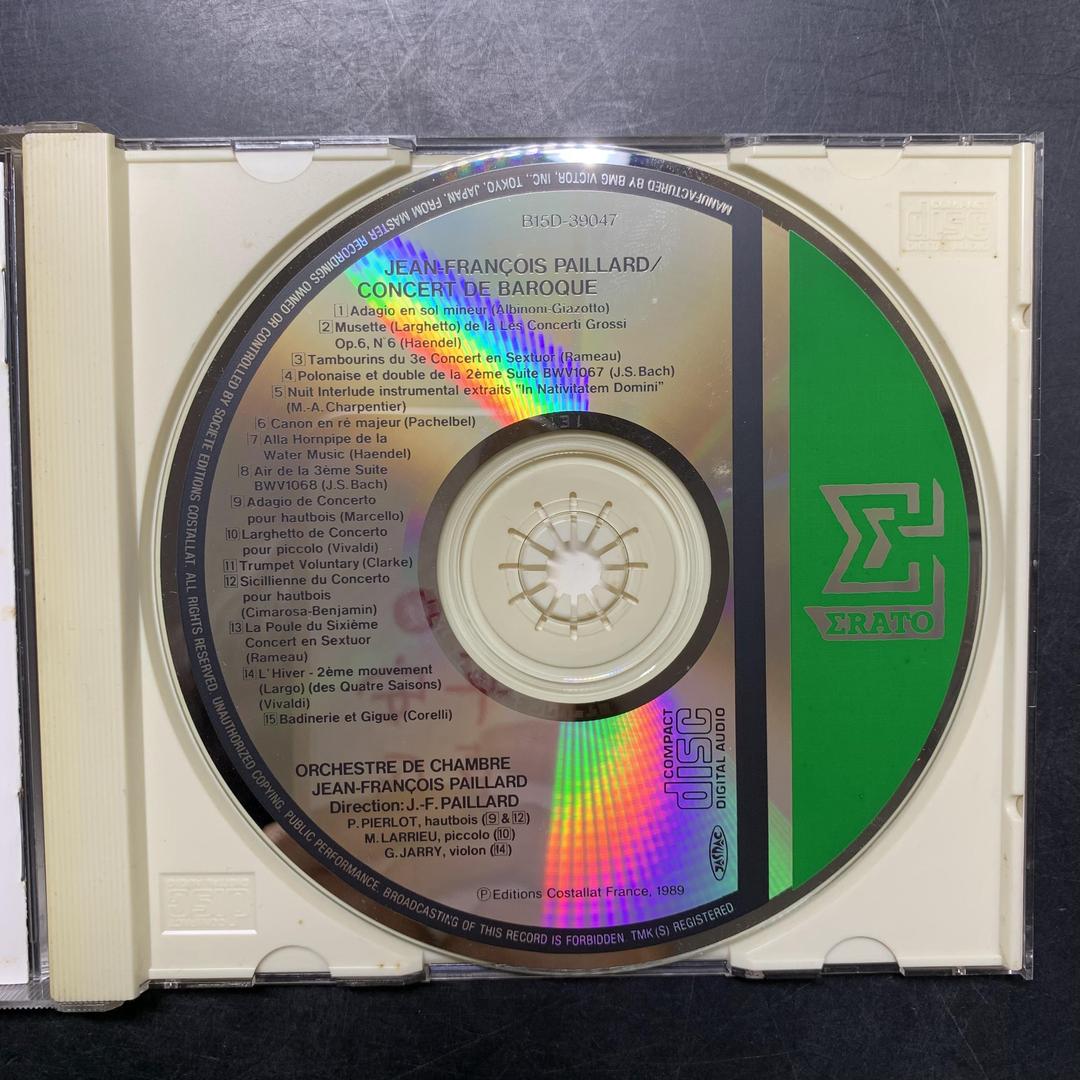 B15D-39047
JEAN-FRANÇOIS PAILLARD/
CONCERT DE BAROQUE
1 Adagio en sol mineur (Albinoni-Giazotto)
2 Musette (Larghetto) de la Les Concerti Grossi
Op.6, N°6 (Haendel)
3 Tambourins du 3e Concert en Sextuor (Rameau)
4 Polonaise et double de la 2ème Suite BWV1067 (J.S.Bach)
5 Nuit Interlude instrumental extraits "In Nativitatem Domini"
(M.-A. Charpentier)
6 Canon en ré majeur (Pachelbel)
7 Alla Hornpipe de la
Water Music (Haendel)
8 Air de la 3ème Suite
BWV1068 (J.S.Bach)
9 Adagio de Concerto
pour hautbois (Marcello)
10 Larghetto de Concerto
pour piccolo (Vivaldi)
11 Trumpet Voluntary (Clarke)
12 Sicillienne du Concerto
pour hautbois
(Cimarosa-Benjamin)
13 La Poule du Sixième
Concert en Sextuor
(Rameau)
14 L'Hiver - 2ème mouvement
(Largo) (des Quatre Saisons)
(Vivaldi)
15 Badinerie et Gigue (Corelli)
ORCHESTRE DE CHAMBRE
JEAN-FRANÇOIS PAILLARD
Direction: J.-F. PAILLARD
P. PIERLOT, hautbois (9 & 12)
M. LARRIEU, piccolo (10)
G. JARRY, violon (14)
Ⓟ Editions Costallat France, 1989
COMPACT
disc
DIGITAL AUDIO
JASRAC
ΣRATO
MANUFACTURED BY BMG VICTOR, INC., TOKYO, JAPAN. FROM MASTER RECORDINGS OWNED OR CONTROLLED BY SOCIETE EDITIONS COSTALLAT. ALL RIGHTS RESERVED. UNAUTHORIZED COPYING. PUBLIC PERFORMANCE. BROADCASTING OF THIS RECORD IS FORBIDDEN TMK(S) REGISTERED
COMPACT
disc
DIGITAL AUDIO